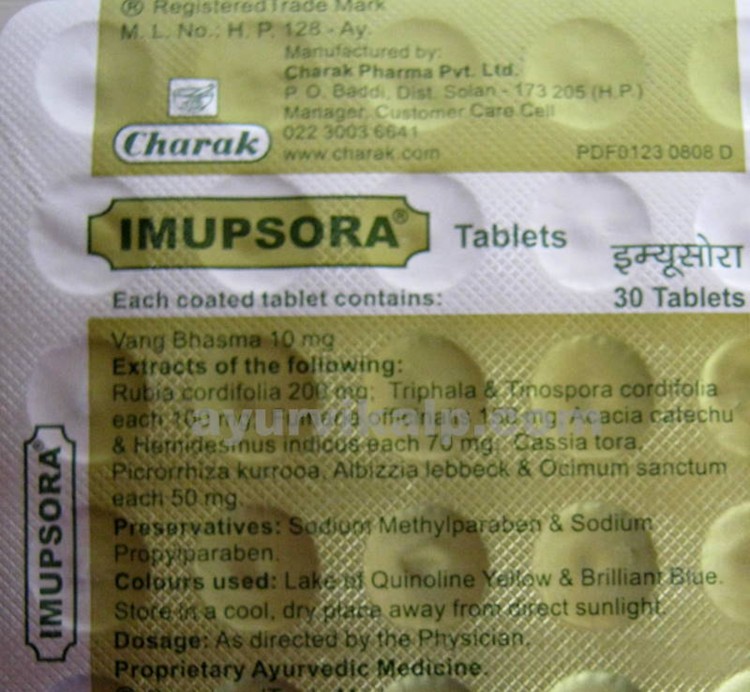 ® Registered Trade Mark
M. L. No.: H. P. 128 - Ay.
Manufactured by:
Charak Pharma Pvt. Ltd.
P. O. Baddi, Dist. Solan - 173 205 (H.P.)
Manager, Customer Care Cell
022 3003 6641
www.charak.com
PDF0123 0808 D
Charak
IMUPSORA® Tablets
इम्यूसोरा
Each coated tablet contains:
30 Tablets
Vang Bhasma 10 mg
Extracts of the following:
Rubia cordifolia 200 mg; Triphala & Tinospora cordifolia
each officinalis 150 mg; Acacia catechu
& Hemidesmus indicus each 70 mg; Cassia tora,
Picrorrhiza kurrooa, Albizzia lebbeck & Ocimum sanctum
each 50 mg.
Preservatives: Sodium Methylparaben & Sodium
Propylparaben.
Colours used: Lake of Quinoline Yellow & Brilliant Blue.
Store in a cool, dry place away from direct sunlight.
Dosage: As directed by the Physician.
Proprietary Ayurvedic Medicine.
IMUPSORA®
ayurvikalp.com